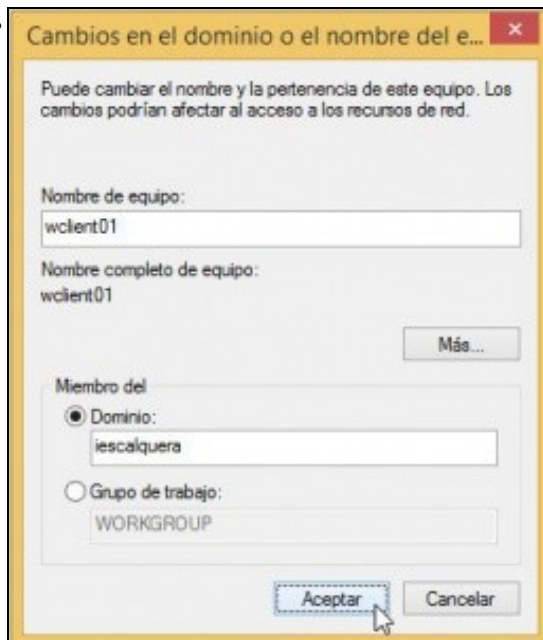 Cambios en el dominio o el nombre del e...
Puede cambiar el nombre y la pertenencia de este equipo. Los
cambios podrían afectar al acceso a los recursos de red.
Nombre de equipo:
wclient01
Nombre completo de equipo:
wclient01
Más...
Miembro del
Dominio:
iescalquera
Grupo de trabajo:
WORKGROUP
Aceptar
Cancelar